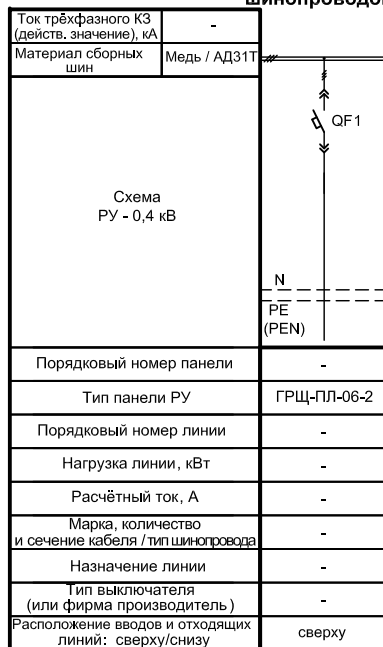 шинопроводо
Ток трёхфазного КЗ
(действ. значение), кА
-
Материал сборных
шин
Медь / АД31Т
QF1
Схема
РУ - 0,4 кВ
N
PE
(PEN)
Порядковый номер панели
-
Тип панели РУ
ГРЩ-ПЛ-06-2
Порядковый номер линии
-
Нагрузка линии, кВт
-
Расчётный ток, А
-
Марка, количество
и сечение кабеля / тип шинопровода
-
Назначение линии
-
Тип выключателя
(или фирма производитель)
-
Расположение вводов и отходящих
линий: сверху/снизу
сверху